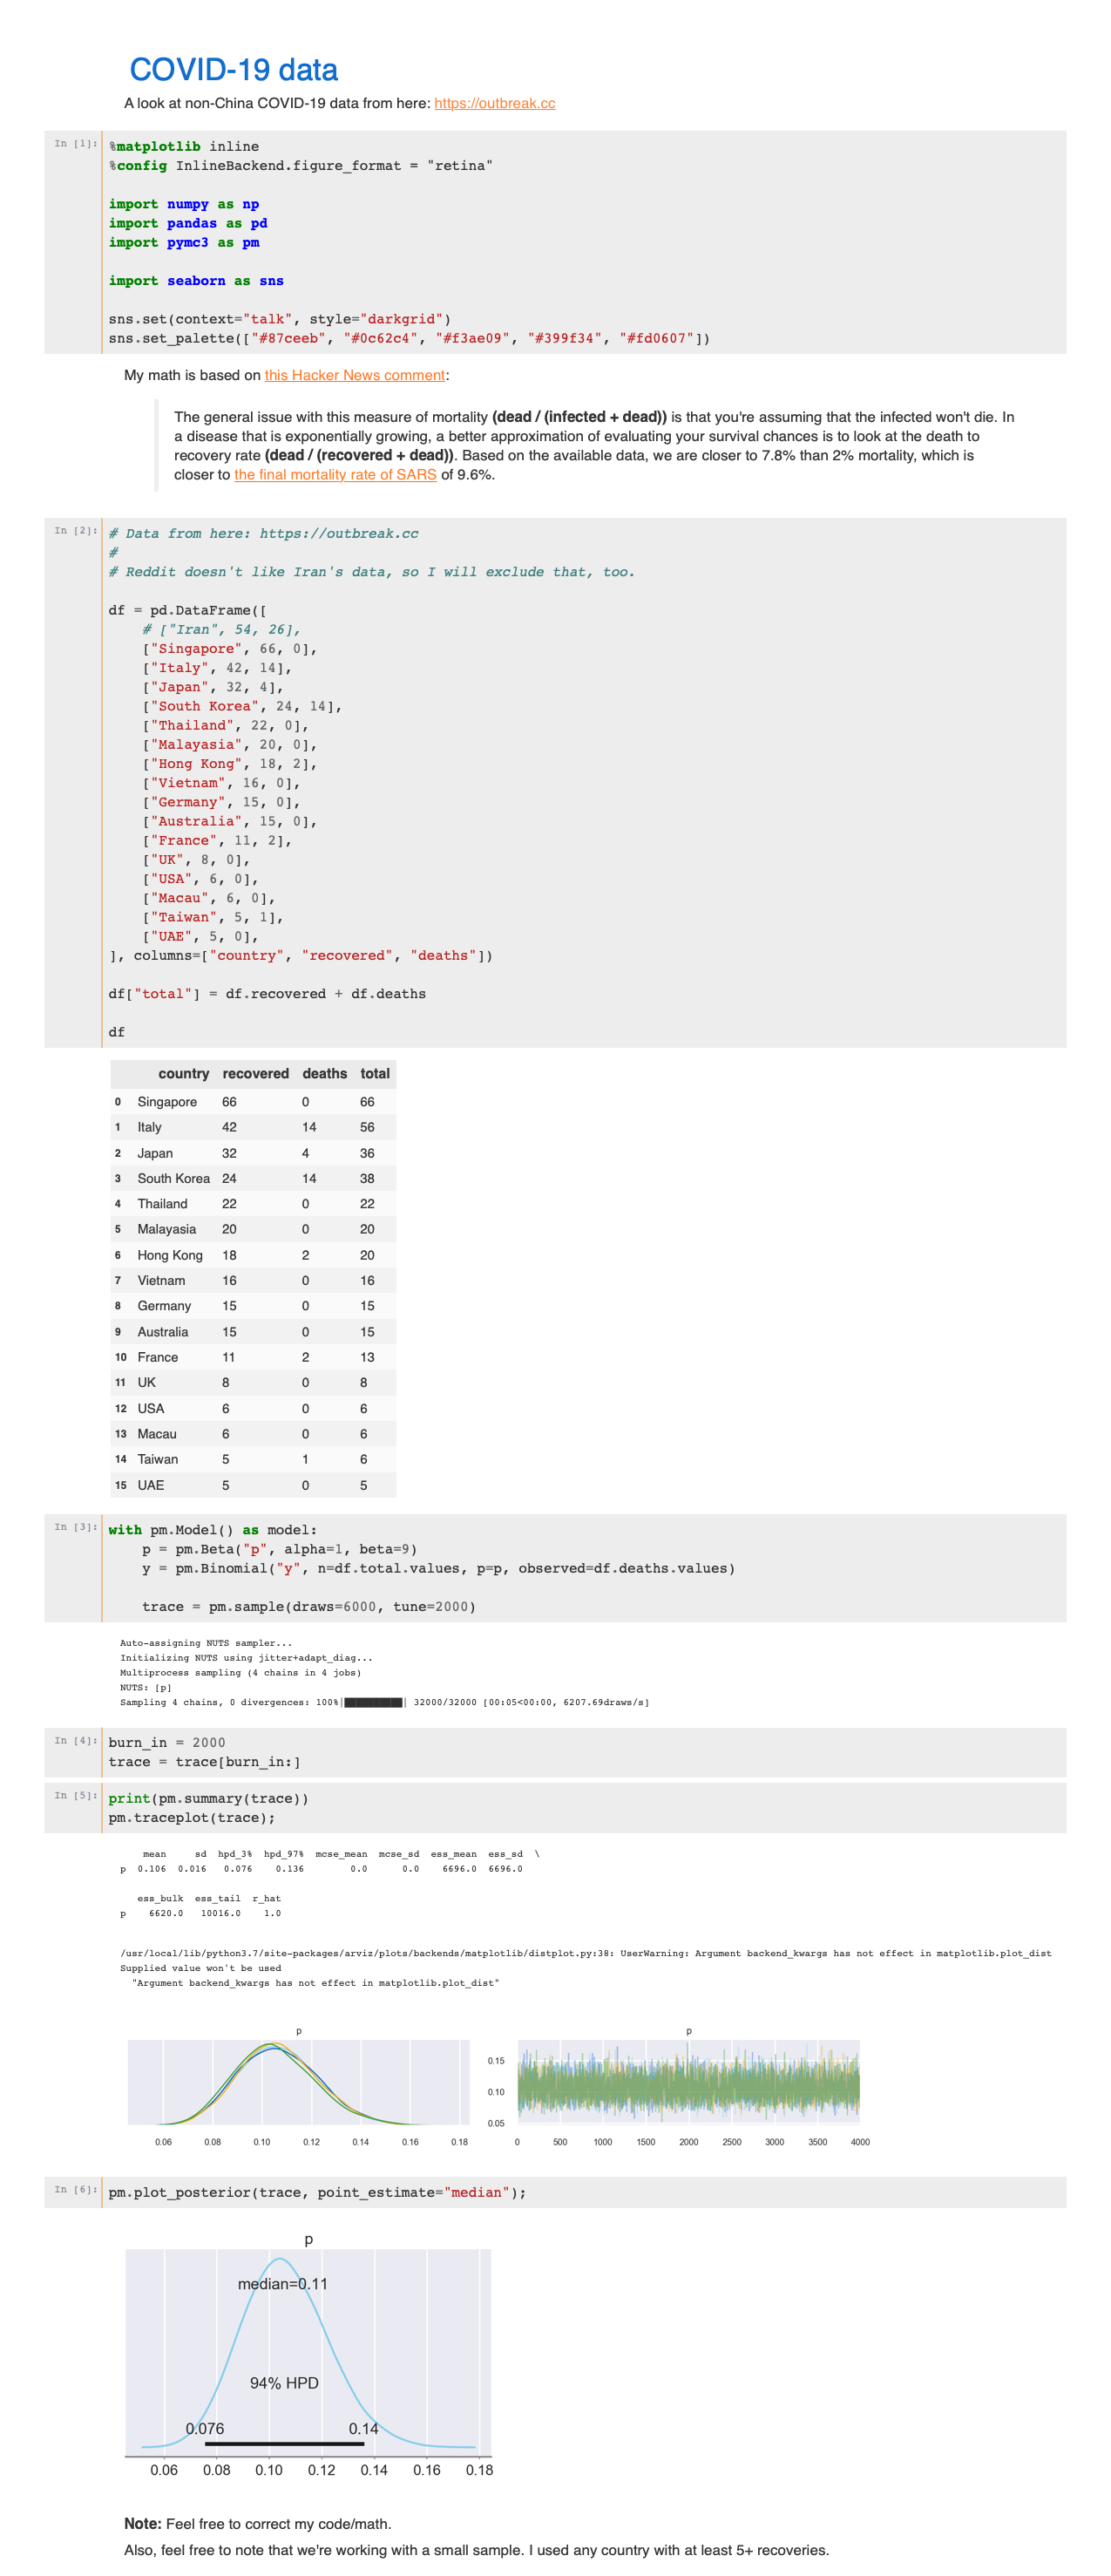 COVID-19 data
A look at non-China COVID-19 data from here: https://outbreak.cc
In [1]:
%matplotlib inline
%config InlineBackend.figure_format = "retina"
import numpy as np
import pandas as pd
import pymc3 as pm
import seaborn as sns
sns.set(context="talk", style="darkgrid")
sns.set_palette(["#87ceeb", "#0c62c4", "#f3ae09", "#399f34", "#fd0607"])
My math is based on this Hacker News comment:
The general issue with this measure of mortality (dead / (infected + dead)) is that you're assuming that the infected won't die. In
a disease that is exponentially growing, a better approximation of evaluating your survival chances is to look at the death to
recovery rate (dead / (recovered + dead)). Based on the available data, we are closer to 7.8% than 2% mortality, which is
closer to the final mortality rate of SARS of 9.6%.
In [2]:
# Data from here: https://outbreak.cc
#
# Reddit doesn't like Iran's data, so I will exclude that, too.
df = pd.DataFrame([
# ["Iran", 54, 26],
["Singapore", 66, 0],
["Italy", 42, 14],
["Japan", 32, 4],
["South Korea", 24, 14],
["Thailand", 22, 0],
["Malayasia", 20, 0],
["Hong Kong", 18, 2],
["Vietnam", 16, 0],
["Germany", 15, 0],
["Australia", 15, 0],
["France", 11, 2],
["UK", 8, 0],
["USA", 6, 0],
["Macau", 6, 0],
["Taiwan", 5, 1],
["UAE", 5, 0],
], columns=["country", "recovered", "deaths"])
df["total"] = df.recovered + df.deaths
df
country recovered deaths total
0 Singapore 66 0 66
1 Italy 42 14 56
2 Japan 32 4 36
3 South Korea 24 14 38
4 Thailand 22 0 22
5 Malayasia 20 0 20
6 Hong Kong 18 2 20
7 Vietnam 16 0 16
8 Germany 15 0 15
9 Australia 15 0 15
10 France 11 2 13
11 UK 8 0 8
12 USA 6 0 6
13 Macau 6 0 6
14 Taiwan 5 1 6
15 UAE 5 0 5
In [3]:
with pm.Model() as model:
p = pm.Beta("p", alpha=1, beta=9)
y = pm.Binomial("y", n=df.total.values, p=p, observed=df.deaths.values)
trace = pm.sample(draws=6000, tune=2000)
Auto-assigning NUTS sampler...
Initializing NUTS using jitter+adapt_diag...
Multiprocess sampling (4 chains in 4 jobs)
NUTS: [p]
Sampling 4 chains, 0 divergences: 100%|██████████| 32000/32000 [00:05<00:00, 6207.69draws/s]
In [4]:
burn_in = 2000
trace = trace[burn_in:]
In [5]:
print(pm.summary(trace))
pm.traceplot(trace);
mean sd hpd_3% hpd_97% mcse_mean mcse_sd ess_mean ess_sd \
p 0.106 0.016 0.076 0.136 0.0 0.0 6696.0 6696.0
ess_bulk ess_tail r_hat
p 6620.0 10016.0 1.0
/usr/local/lib/python3.7/site-packages/arviz/plots/backends/matplotlib/distplot.py:38: UserWarning: Argument backend_kwargs has not effect in matplotlib.plot_dist
Supplied value won't be used
"Argument backend_kwargs has not effect in matplotlib.plot_dist"
p
0.06 0.08 0.10 0.12 0.14 0.16 0.18
p
0.15
0.10
0.05
0 500 1000 1500 2000 2500 3000 3500 4000
In [6]:
pm.plot_posterior(trace, point_estimate="median");
p
median=0.11
94% HPD
0.076 0.14
0.06 0.08 0.10 0.12 0.14 0.16 0.18
Note: Feel free to correct my code/math.
Also, feel free to note that we're working with a small sample. I used any country with at least 5+ recoveries.